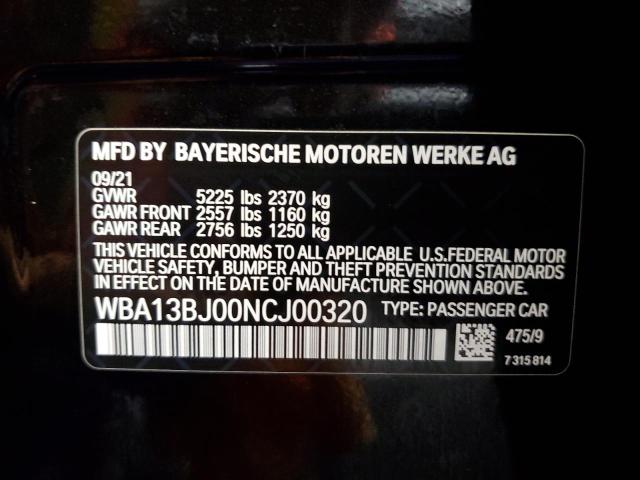 MFD BY BAYERISCHE MOTOREN WERKE AG
09/21
GVWR 5225 lbs 2370 kg
GAWR FRONT 2557 lbs 1160 kg
GAWR REAR 2756 lbs 1250 kg
THIS VEHICLE CONFORMS TO ALL APPLICABLE U.S.FEDERAL MOTOR
VEHICLE SAFETY, BUMPER AND THEFT PREVENTION STANDARDS
IN EFFECT ON THE DATE OF MANUFACTURE SHOWN ABOVE.
WBA13BJ00NCJ00320 TYPE: PASSENGER CAR
475/9
7 315 814